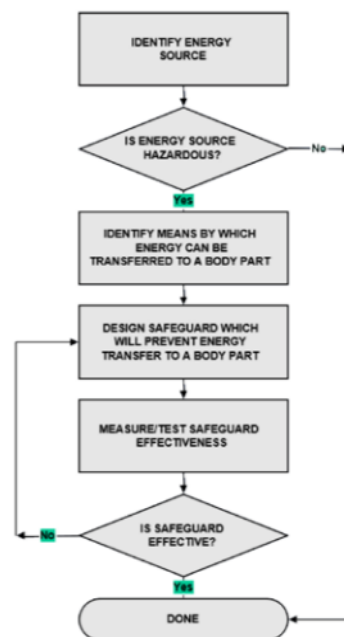 IDENTIFY ENERGY
SOURCE
IS ENERGY SOURCE
HAZARDOUS?
No
Yes
IDENTIFY MEANS BY WHICH
ENERGY CAN BE
TRANSFERRED TO A BODY PART
DESIGN SAFEGUARD WHICH
WILL PREVENT ENERGY
TRANSFER TO A BODY PART
MEASURE/TEST SAFEGUARD
EFFECTIVENESS
IS SAFEGUARD
EFFECTIVE?
No
Yes
DONE